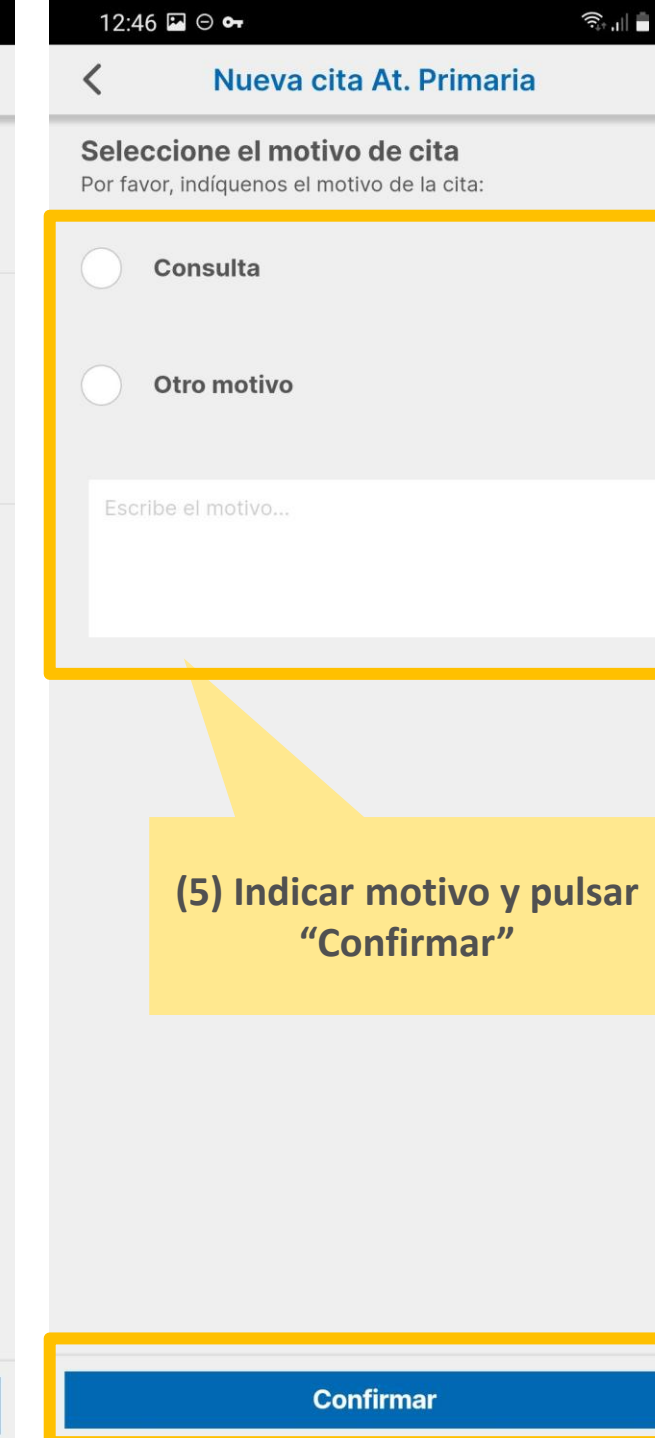 12:46
Nueva cita At. Primaria
Seleccione el motivo de cita
Por favor, indíquenos el motivo de la cita:
Consulta
Otro motivo
Escribe el motivo...
(5) Indicar motivo y pulsar
“Confirmar”
Confirmar